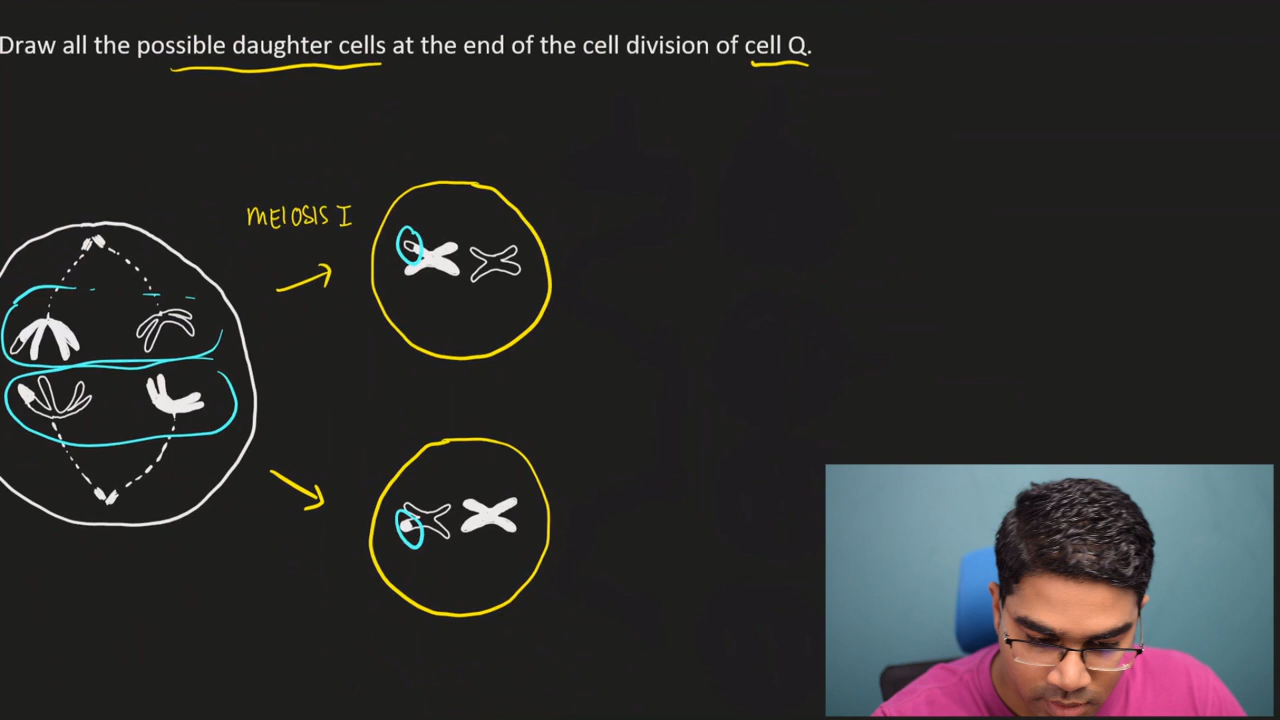 Draw all the possible daughter cells at the end of the cell division of cell Q.
MEIOSIS I